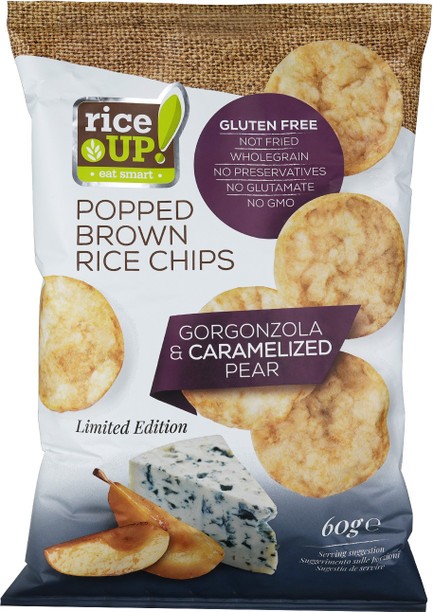 rice
UP!
eat smart
GLUTEN FREE
NOT FRIED
WHOLEGRAIN
NO PRESERVATIVES
NO GLUTAMATE
NO GMO
POPPED
BROWN
RICE CHIPS
GORGONZOLA
& CARAMELIZED
PEAR
Limited Edition
60g e
Serving suggestion
Suggerimento sulle porzioni
Sugestia de servire